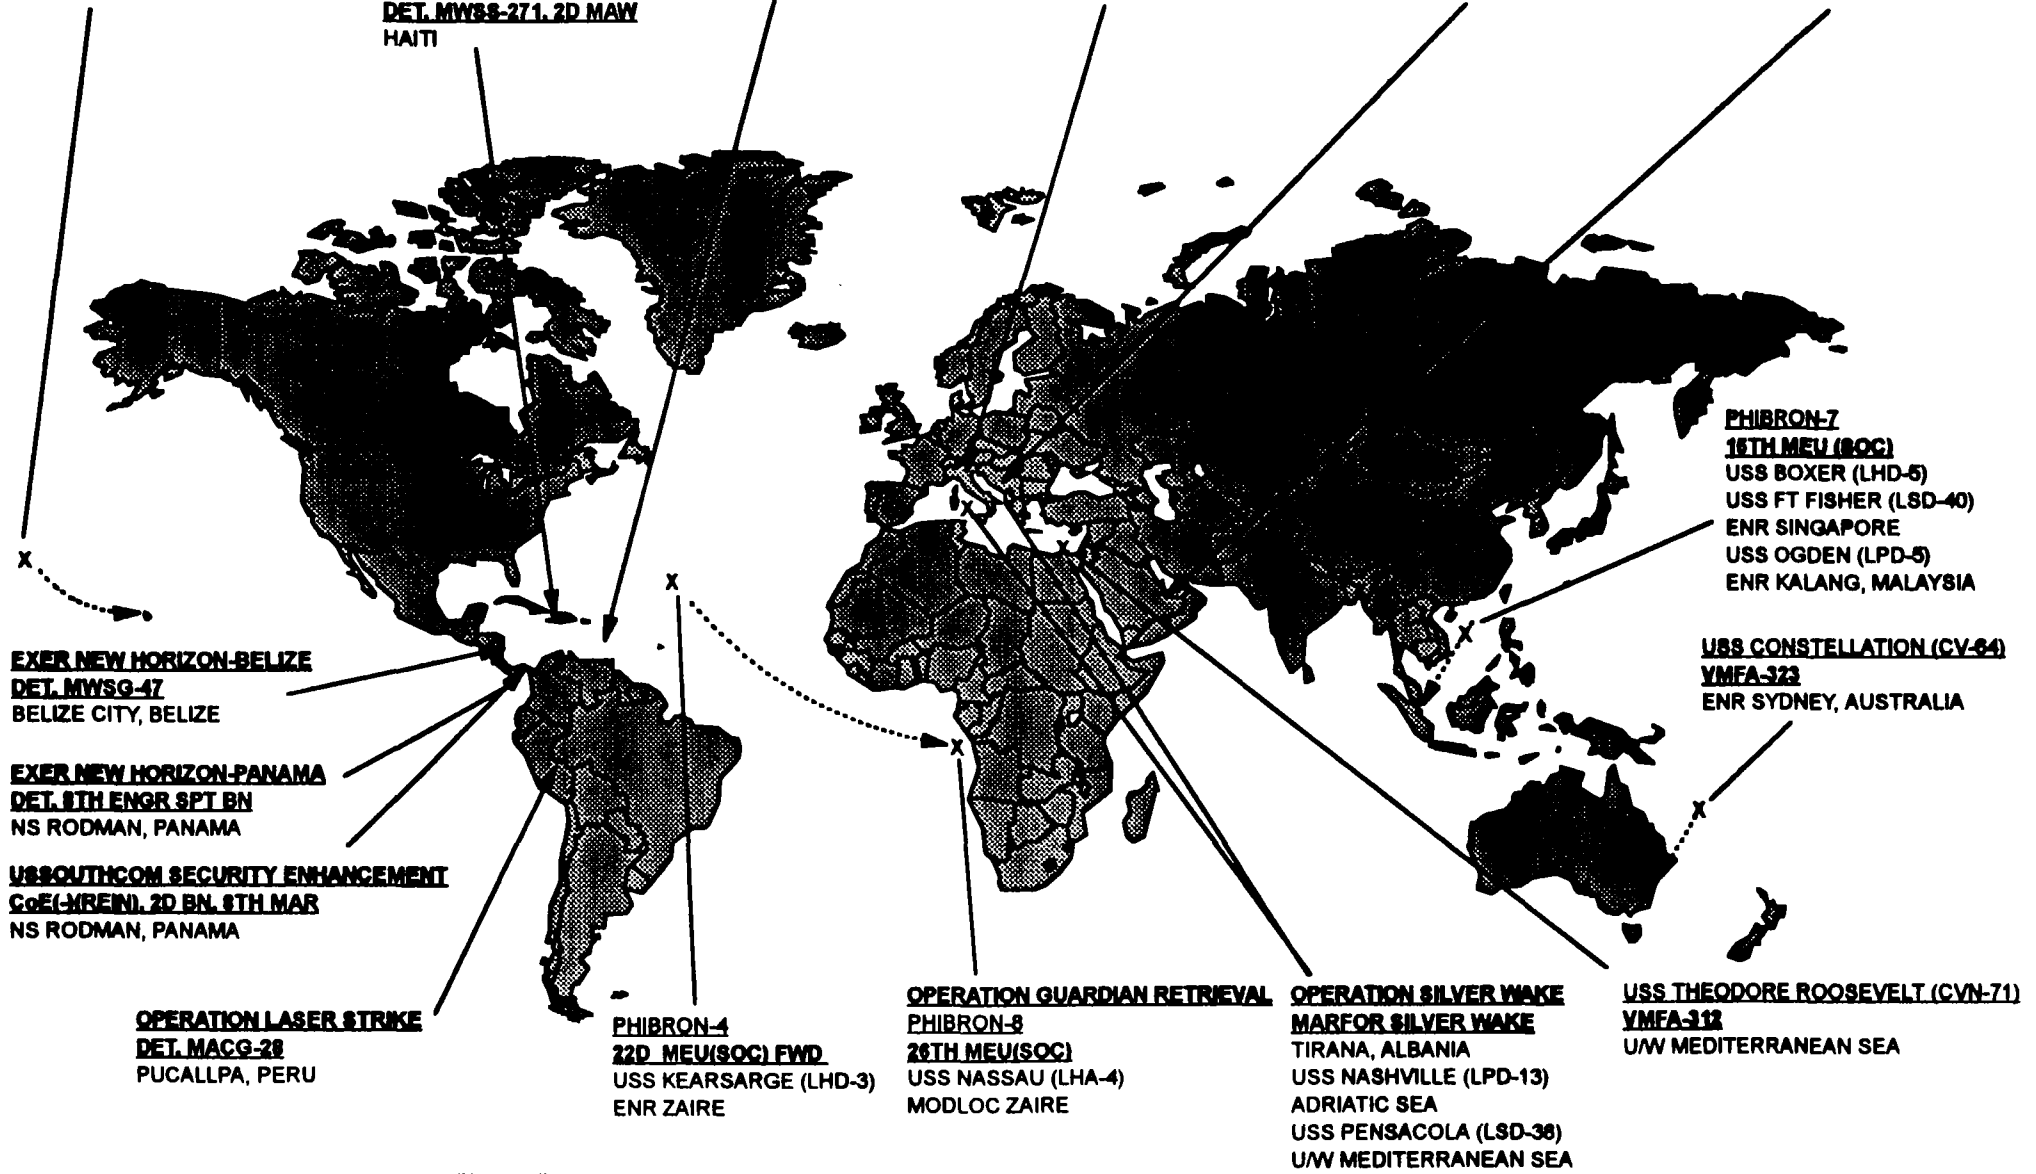 DET. MWSS-271, 2D MAW
HAITI
PHIBRON-7
15TH MEU (SOC)
USS BOXER (LHD-5)
USS FT FISHER (LSD-40)
ENR SINGAPORE
USS OGDEN (LPD-5)
ENR KALANG, MALAYSIA
USS CONSTELLATION (CV-64)
VMFA-323
ENR SYDNEY, AUSTRALIA
EXER NEW HORIZON-BELIZE
DET. MWSG-47
BELIZE CITY, BELIZE
EXER NEW HORIZON-PANAMA
DET. 8TH ENGR SPT BN
NS RODMAN, PANAMA
USSOUTHCOM SECURITY ENHANCEMENT
CoE(-)(REIN), 2D BN, 8TH MAR
NS RODMAN, PANAMA
OPERATION LASER STRIKE
DET. MACG-28
PUCALLPA, PERU
PHIBRON-4
22D MEU(SOC) FWD
USS KEARSARGE (LHD-3)
ENR ZAIRE
OPERATION GUARDIAN RETRIEVAL
PHIBRON-8
26TH MEU(SOC)
USS NASSAU (LHA-4)
MODLOC ZAIRE
OPERATION SILVER WAKE
MARFOR SILVER WAKE
TIRANA, ALBANIA
USS NASHVILLE (LPD-13)
ADRIATIC SEA
USS PENSACOLA (LSD-38)
U/W MEDITERRANEAN SEA
USS THEODORE ROOSEVELT (CVN-71)
VMFA-312
U/W MEDITERRANEAN SEA
X
X
X
X
X
X
X